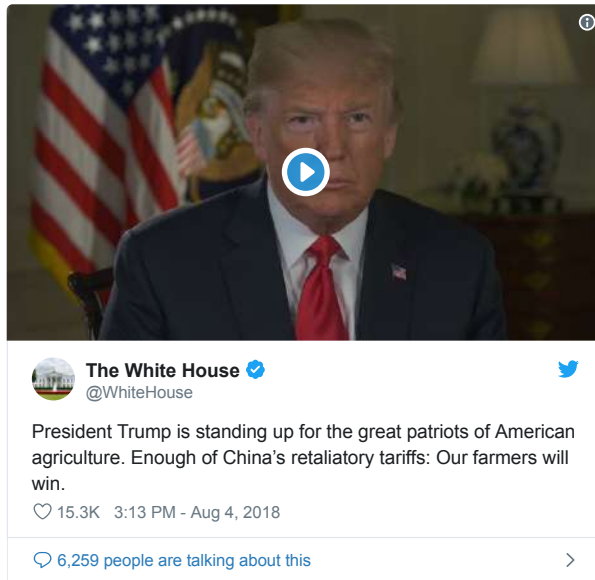 The White House
@WhiteHouse
President Trump is standing up for the great patriots of American
agriculture. Enough of China’s retaliatory tariffs: Our farmers will
win.
15.3K 3:13 PM - Aug 4, 2018
6,259 people are talking about this